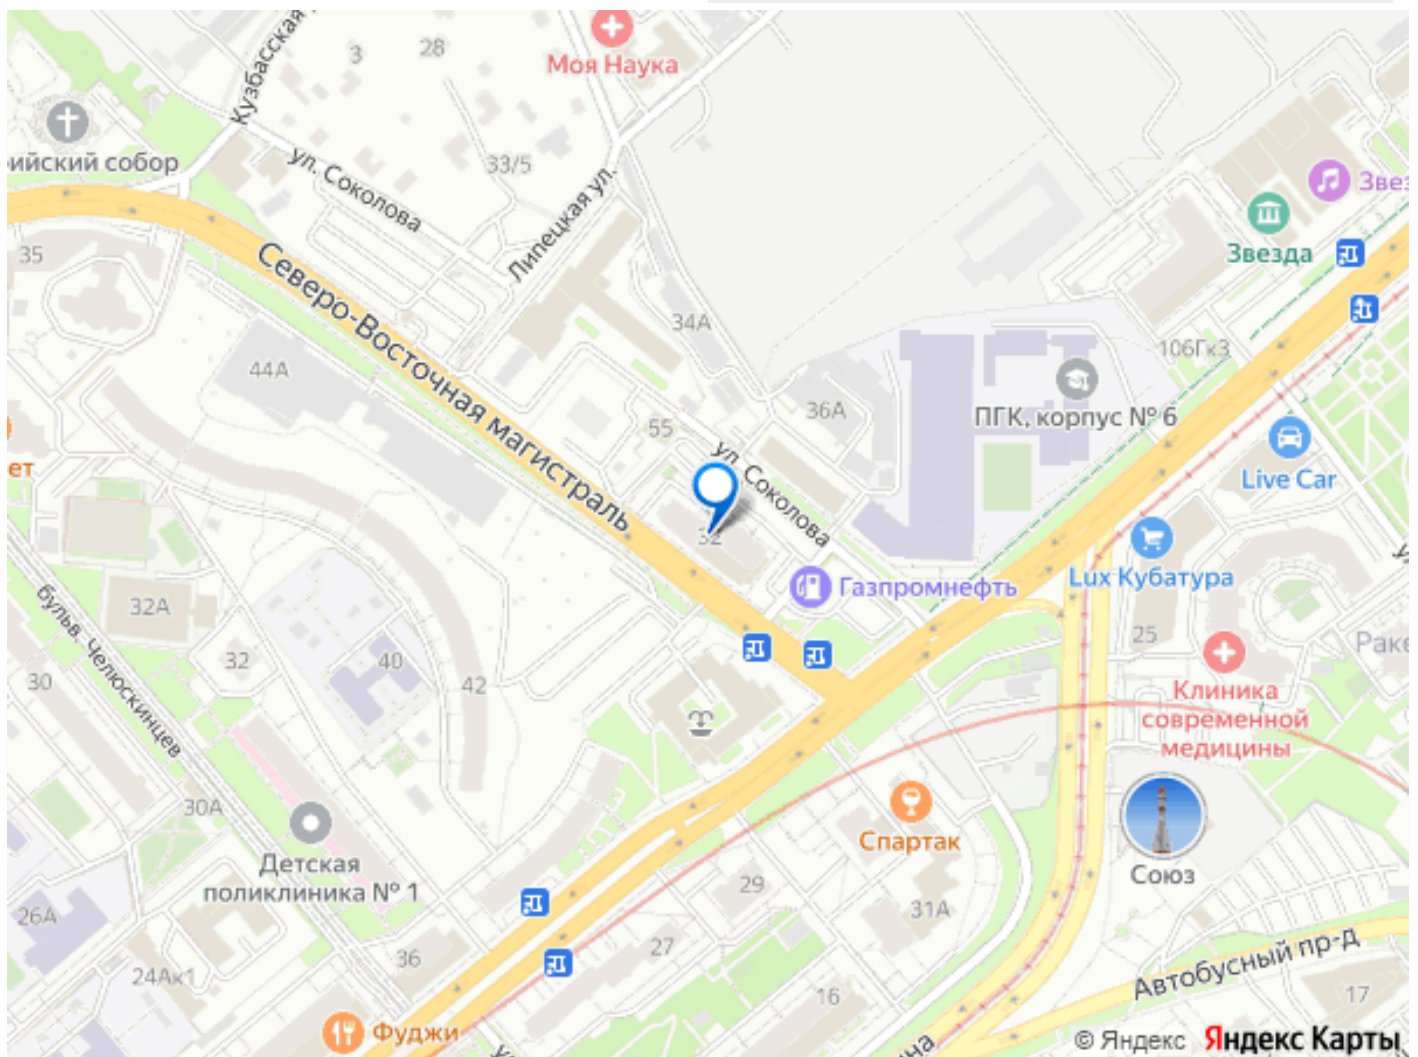 Кузбасская
3
28
Моя Наука
ийский собор
ул. Соколова
33/5
Липецкая ул.
Звез
Звезда
35
Северо-Восточная магистраль
34А
106Гк3
44А
36А
ПГК, корпус № 6
55
ул. Соколова
ет
Live Car
32
Lux Кубатура
Газпромнефть
32А
бульв. Челюскинцев
25
32
40
Раке
30
42
Клиника
современной
медицины
30А
Детская
поликлиника № 1
Спартак
Союз
29
31А
26А
27
36
24Ак1
Автобусный пр-д
16
17
Фуджи
на
© Яндекс Яндекс Карты